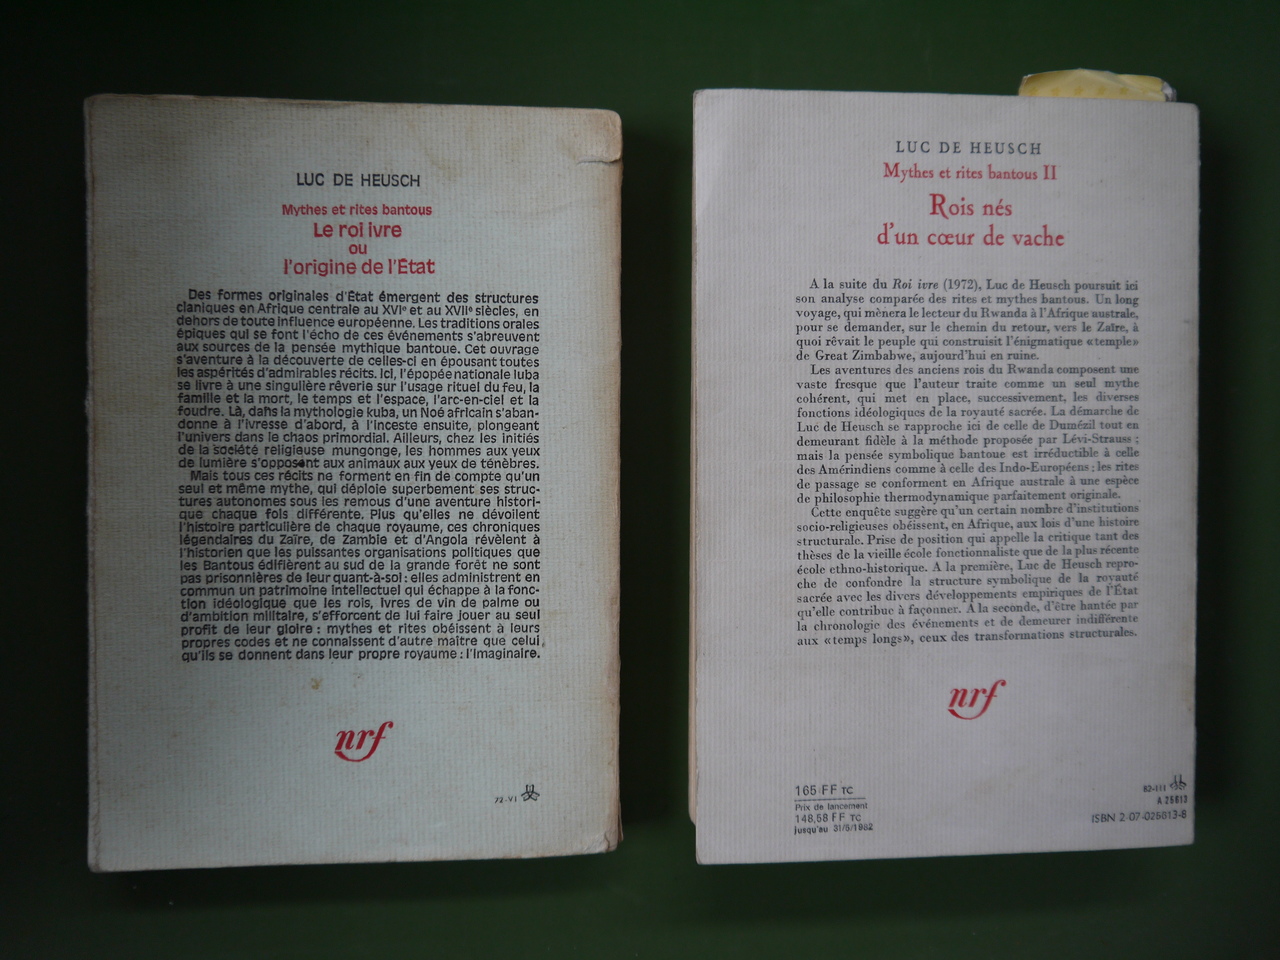 LUC DE HEUSCH
Mythes et rites bantous
Le roi ivre
ou
l'origine de l'État
Des formes originales d'État émergent des structures
claniques en Afrique centrale au XVIe et au XVIIe siècles, en
dehors de toute influence européenne. Les traditions orales
épiques qui se font l'écho de ces événements s'abreuvent
aux sources de la pensée mythique bantoue. Cet ouvrage
s'aventure à la découverte de celles-ci en épousant toutes
les aspérités d'admirables récits. Ici, l'épopée nationale luba
se livre à une singulière rêverie sur l'usage rituel du feu, la
famille et la mort, le temps et l'espace, l'arc-en-ciel et la
foudre. Là, dans la mythologie kuba, un Noé africain s'aban-
donne à l'ivresse d'abord, à l'inceste ensuite, plongeant
l'univers dans le chaos primordial. Ailleurs, chez les initiés
de la société religieuse mungonge, les hommes aux yeux
de lumière s'opposent aux animaux aux yeux de ténèbres.
Mais tous ces récits ne forment en fin de compte qu'un
seul et même mythe, qui déploie superbement ses struc-
tures autonomes sous les remous d'une aventure histori-
que chaque fois différente. Plus qu'elles ne dévoilent
l'histoire particulière de chaque royaume, ces chroniques
légendaires du Zaïre, de Zambie et d'Angola révèlent à
l'historien que les puissantes organisations politiques que
les Bantous édifièrent au sud de la grande forêt ne sont
pas prisonnières de leur quant-à-soi : elles administrent en
commun un patrimoine intellectuel qui échappe à la fonc-
tion idéologique que les rois, ivres de vin de palme ou
d'ambition militaire, s'efforcent de lui faire jouer au seul
profit de leur gloire : mythes et rites obéissent à leurs
propres codes et ne connaissent d'autre maître que celui
qu'ils se donnent dans leur propre royaume : l'imaginaire.
nrf
72-VI
LUC DE HEUSCH
Mythes et rites bantous II
Rois nés
d'un cœur de vache
A la suite du Roi ivre (1972), Luc de Heusch poursuit ici
son analyse comparée des rites et mythes bantous. Un long
voyage, qui mènera le lecteur du Rwanda à l'Afrique australe,
pour se demander, sur le chemin du retour, vers le Zaïre, à
quoi rêvait le peuple qui construisit l'énigmatique «temple»
de Great Zimbabwe, aujourd'hui en ruine.
Les aventures des anciens rois du Rwanda composent une
vaste fresque que l'auteur traite comme un seul mythe
cohérent, qui met en place, successivement, les diverses
fonctions idéologiques de la royauté sacrée. La démarche de
Luc de Heusch se rapproche ici de celle de Dumézil tout en
demeurant fidèle à la méthode proposée par Lévi-Strauss ;
mais la pensée symbolique bantoue est irréductible à celle
des Amérindiens comme à celle des Indo-Européens ; les rites
de passage se conforment en Afrique australe à une espèce
de philosophie thermodynamique parfaitement originale.
Cette enquête suggère qu'un certain nombre d'institutions
socio-religieuses obéissent, en Afrique, aux lois d'une histoire
structurale. Prise de position qui appelle la critique tant des
thèses de la vieille école fonctionnaliste que de la plus récente
école ethno-historique. A la première, Luc de Heusch repro-
che de confondre la structure symbolique de la royauté
sacrée avec les divers développements empiriques de l'État
qu'elle contribue à façonner. A la seconde, d'être hantée par
la chronologie des événements et de demeurer indifférente
aux «temps longs», ceux des transformations structurales.
nrf
165 FF TC
Prix de lancement
148,58 FF TC
jusqu'au 31/5/1982
82-III
A 25613
ISBN 2-07-025613-8